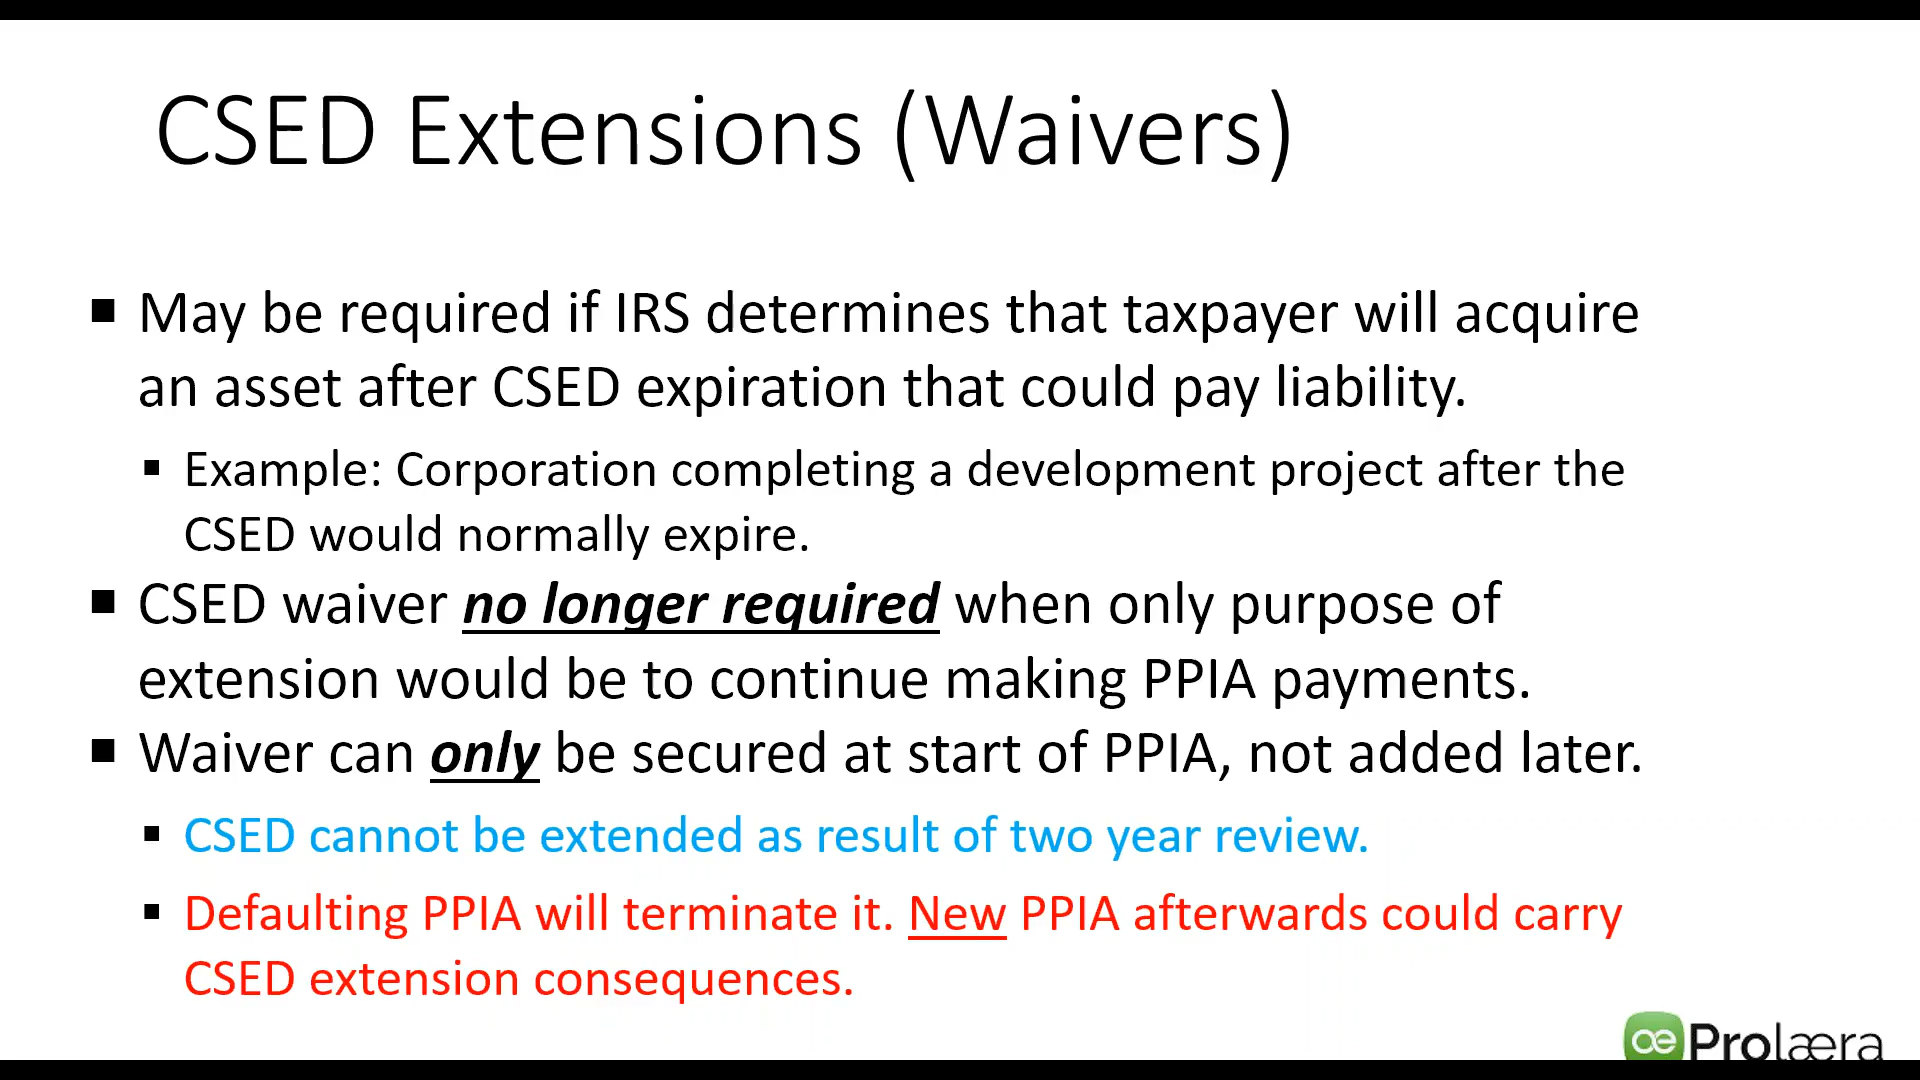 CSED Extensions (Waivers)
▪ May be required if IRS determines that taxpayer will acquire
an asset after CSED expiration that could pay liability.
▪ Example: Corporation completing a development project after the
CSED would normally expire.
▪ CSED waiver no longer required when only purpose of
extension would be to continue making PPIA payments.
▪ Waiver can only be secured at start of PPIA, not added later.
▪ CSED cannot be extended as result of two year review.
▪ Defaulting PPIA will terminate it. New PPIA afterwards could carry
CSED extension consequences.
æ Prolæra